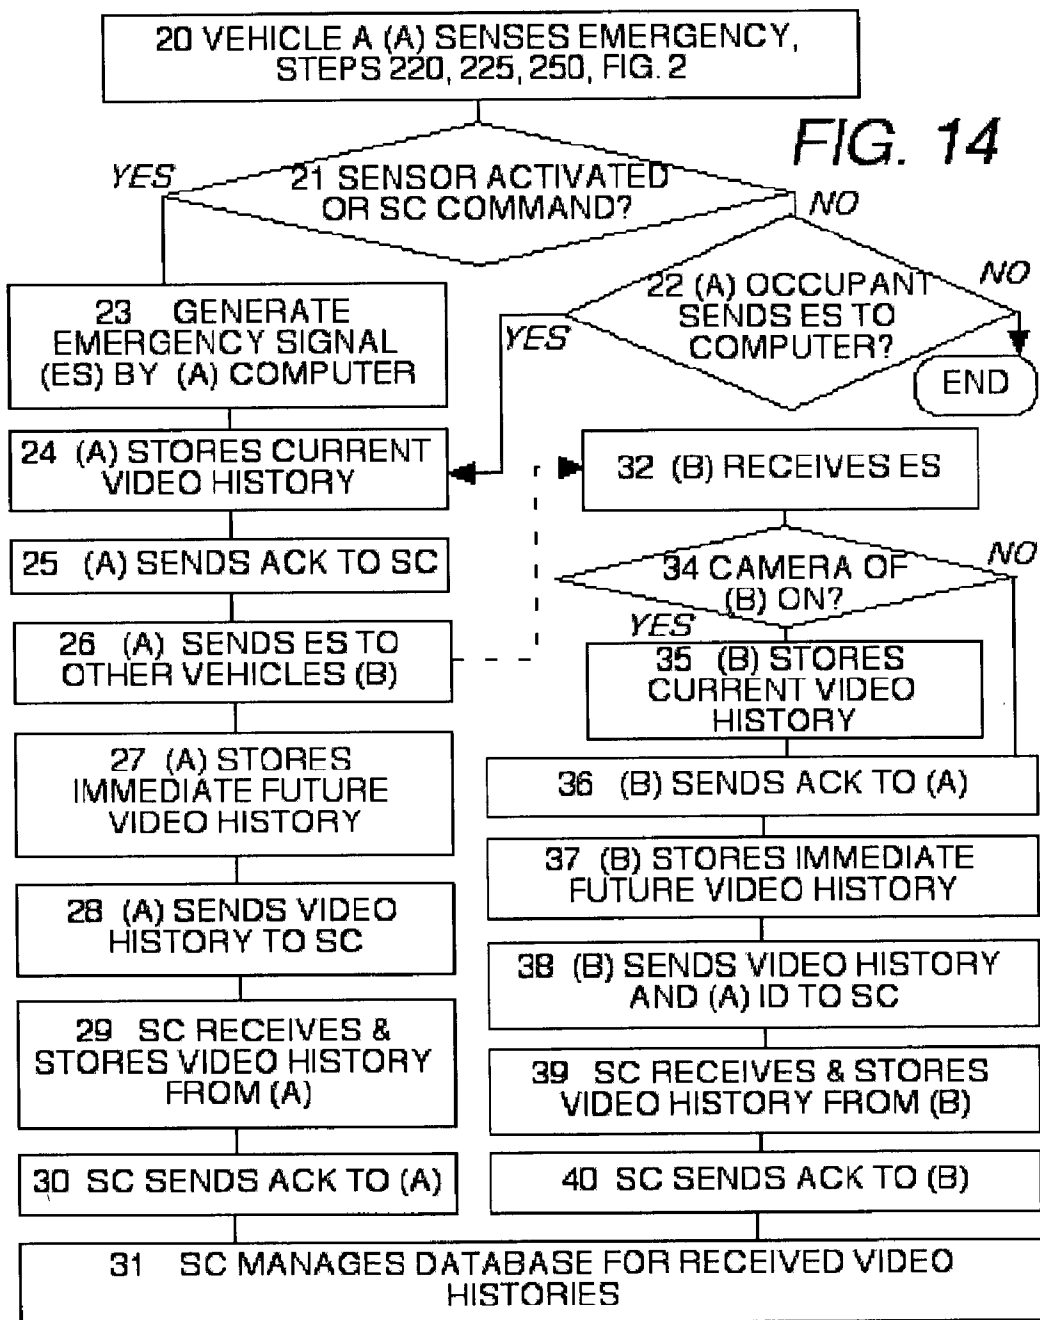 20 VEHICLE A (A) SENSES EMERGENCY,
STEPS 220, 225, 250, FIG. 2
FIG. 14
YES
21 SENSOR ACTIVATED
OR SC COMMAND?
NO
22 (A) OCCUPANT
SENDS ES TO
COMPUTER?
NO
YES
END
23 GENERATE
EMERGENCY SIGNAL
(ES) BY (A) COMPUTER
24 (A) STORES CURRENT
VIDEO HISTORY
25 (A) SENDS ACK TO SC
26 (A) SENDS ES TO
OTHER VEHICLES (B)
27 (A) STORES
IMMEDIATE FUTURE
VIDEO HISTORY
28 (A) SENDS VIDEO
HISTORY TO SC
29 SC RECEIVES &
STORES VIDEO HISTORY
FROM (A)
30 SC SENDS ACK TO (A)
32 (B) RECEIVES ES
34 CAMERA OF
(B) ON?
NO
YES
35 (B) STORES
CURRENT VIDEO
HISTORY
36 (B) SENDS ACK TO (A)
37 (B) STORES IMMEDIATE
FUTURE VIDEO HISTORY
38 (B) SENDS VIDEO HISTORY
AND (A) ID TO SC
39 SC RECEIVES & STORES
VIDEO HISTORY FROM (B)
40 SC SENDS ACK TO (B)
31 SC MANAGES DATABASE FOR RECEIVED VIDEO
HISTORIES